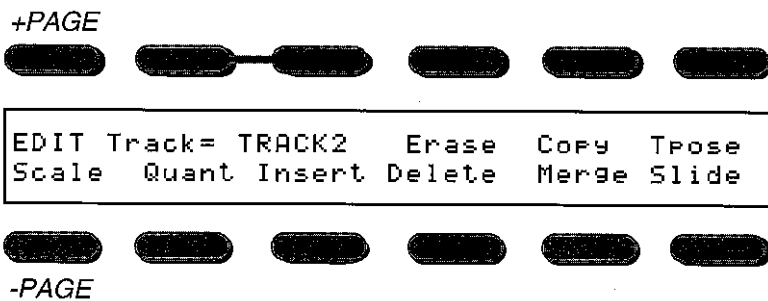 +PAGE
EDIT Track= TRACK2 Erase Copy Tpose
Scale Quant Insert Delete Merge Slide
-PAGE